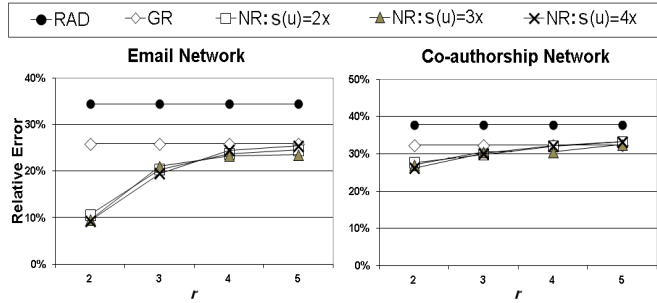 RAD GR NR: s(u)=2x NR: s(u)=3x NR: s(u)=4x
Email Network
Relative Error
40%
30%
20%
10%
0%
2 3 4 5
r
Co-authorship Network
50%
40%
30%
20%
10%
0%
2 3 4 5
r